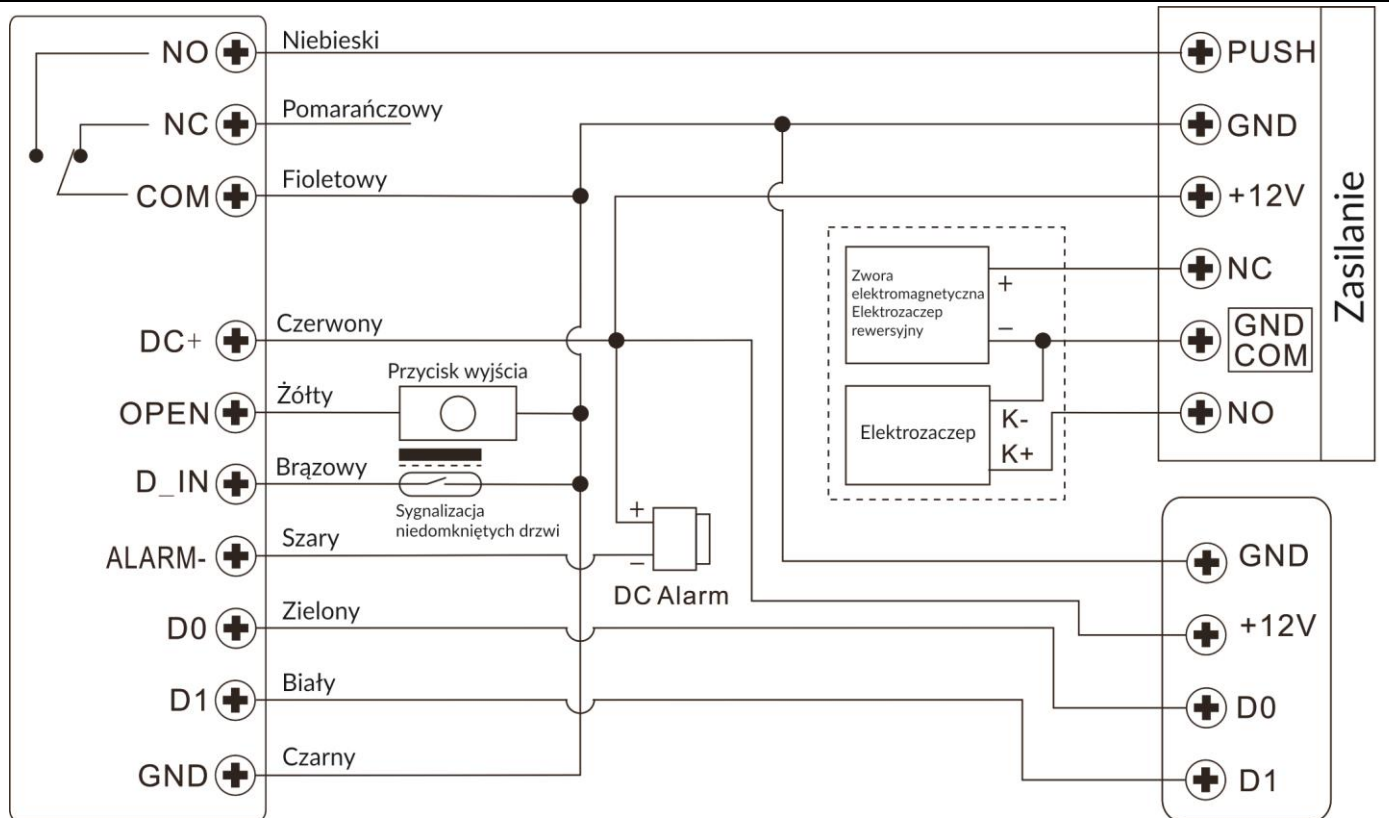 NO
Niebieski
NC
Pomarańczowy
COM
Fioletowy
DC+
Czerwony
OPEN
Żółty
Przycisk wyjścia
D_IN
Brązowy
Sygnalizacja
niedomkniętych drzwi
ALARM-
Szary
+
−
DC Alarm
D0
Zielony
D1
Biały
GND
Czarny
PUSH
GND
+12V
NC
GND
COM
NO
Zasilanie
Zwora
elektromagnetyczna
Elektrozaczep
rewersyjny
+
−
Elektrozaczep
K-
K+
GND
+12V
D0
D1